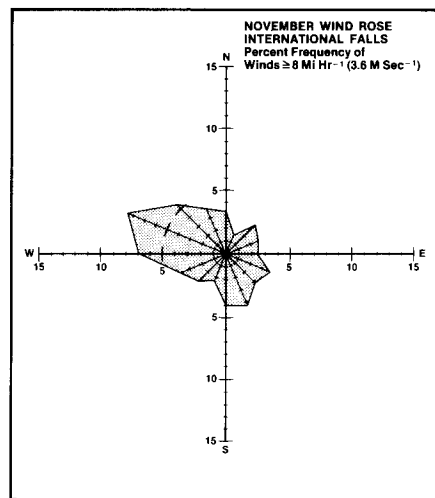 NOVEMBER WIND ROSE
INTERNATIONAL FALLS
Percent Frequency of
Winds ≥ 8 Mi Hr⁻¹ (3.6 M Sec⁻¹)
N
15
10
5
W
E
15
10
5
5
10
15
5
10
15
S